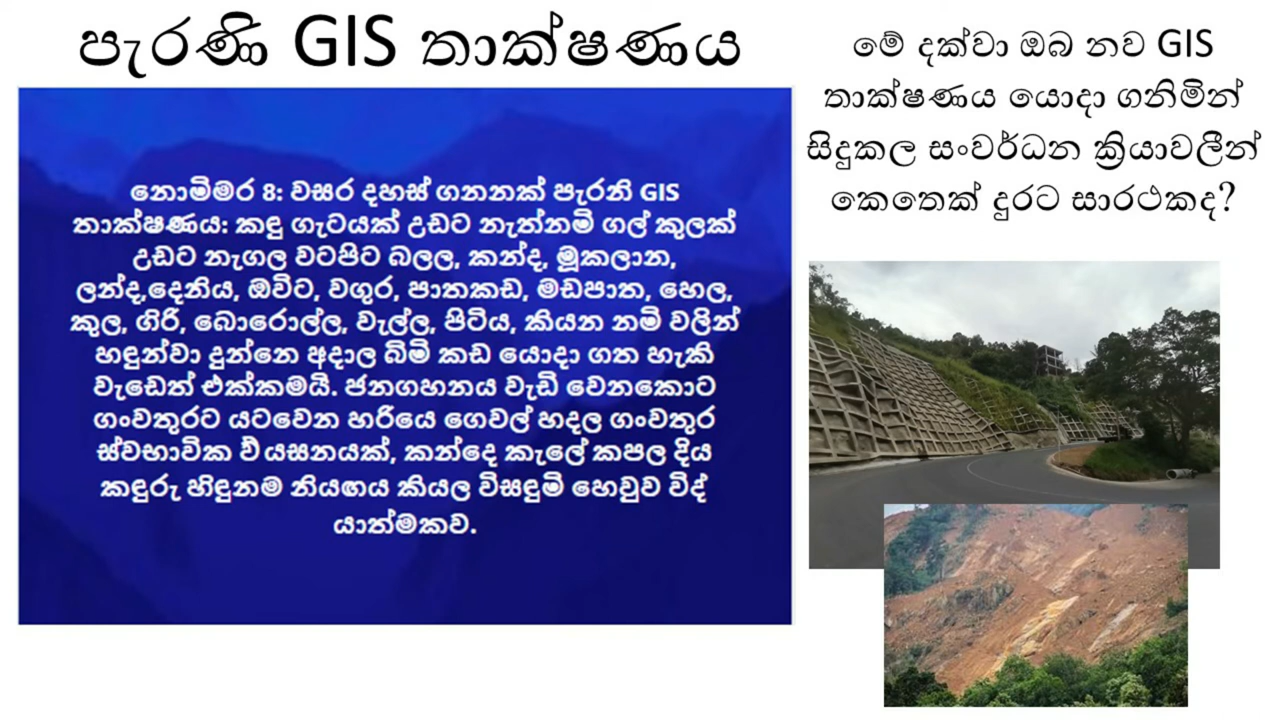 පැරණි GIS තාක්ෂණය
නොමිමර 8: වසර දහස් ගනනක් පැරනි GIS
තාක්ෂණය: කඳු ගැටයක් උඩට නැත්නම් ගල් කුලක්
උඩට නැගල වටපිට බලල, කන්ද, මූකලාන,
ලන්ද,දෙනිය, ඔවිට, වගුර, පාතකඩ, මඩපාත, හෙල,
කුල, ගිරි, බොරොල්ල, වැල්ල, පිටිය, කියන නම් වලින්
හඳුන්වා දුන්නෙ අදාල බිම් කඩ යොදා ගත හැකි
වැඩෙත් එක්කමයි. ජනගහනය වැඩි වෙනකොට
ගංවතුරට යටවෙන හරියෙ ගෙවල් හදල ගංවතුර
ස්වභාවික ව්‍යසනයක්, කන්දෙ කැලේ කපල දිය
කඳුරු හිඳුනම නියඟය කියල විසඳුම් හෙවුව විද්
යාත්මකව.
මේ දක්වා ඔබ නව GIS
තාක්ෂණය යොදා ගනිමින්
සිදුකල සංවර්ධන ක්‍රියාවලීන්
කෙතෙක් දුරට සාර්ථකද?